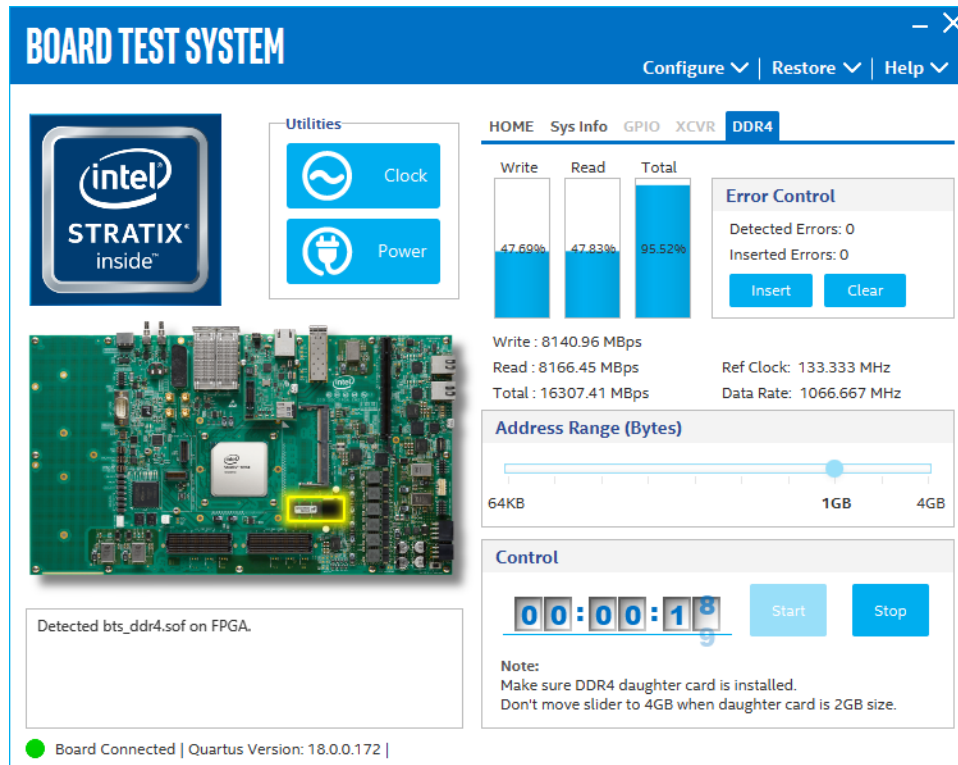 BOARD TEST SYSTEM
Configure | Restore | Help
intel
STRATIX®
inside™
Utilities
Clock
Power
HOME Sys Info GPIO XCVR DDR4
Write Read Total
47.69% 47.83% 95.52%
Error Control
Detected Errors: 0
Inserted Errors: 0
Insert Clear
Write : 8140.96 MBps
Read : 8166.45 MBps
Total : 16307.41 MBps
Ref Clock: 133.333 MHz
Data Rate: 1066.667 MHz
Address Range (Bytes)
64KB 1GB 4GB
Control
00:00:18
9
Start Stop
Note:
Make sure DDR4 daughter card is installed.
Don't move slider to 4GB when daughter card is 2GB size.
Detected bts_ddr4.sof on FPGA.
Board Connected | Quartus Version: 18.0.0.172 |